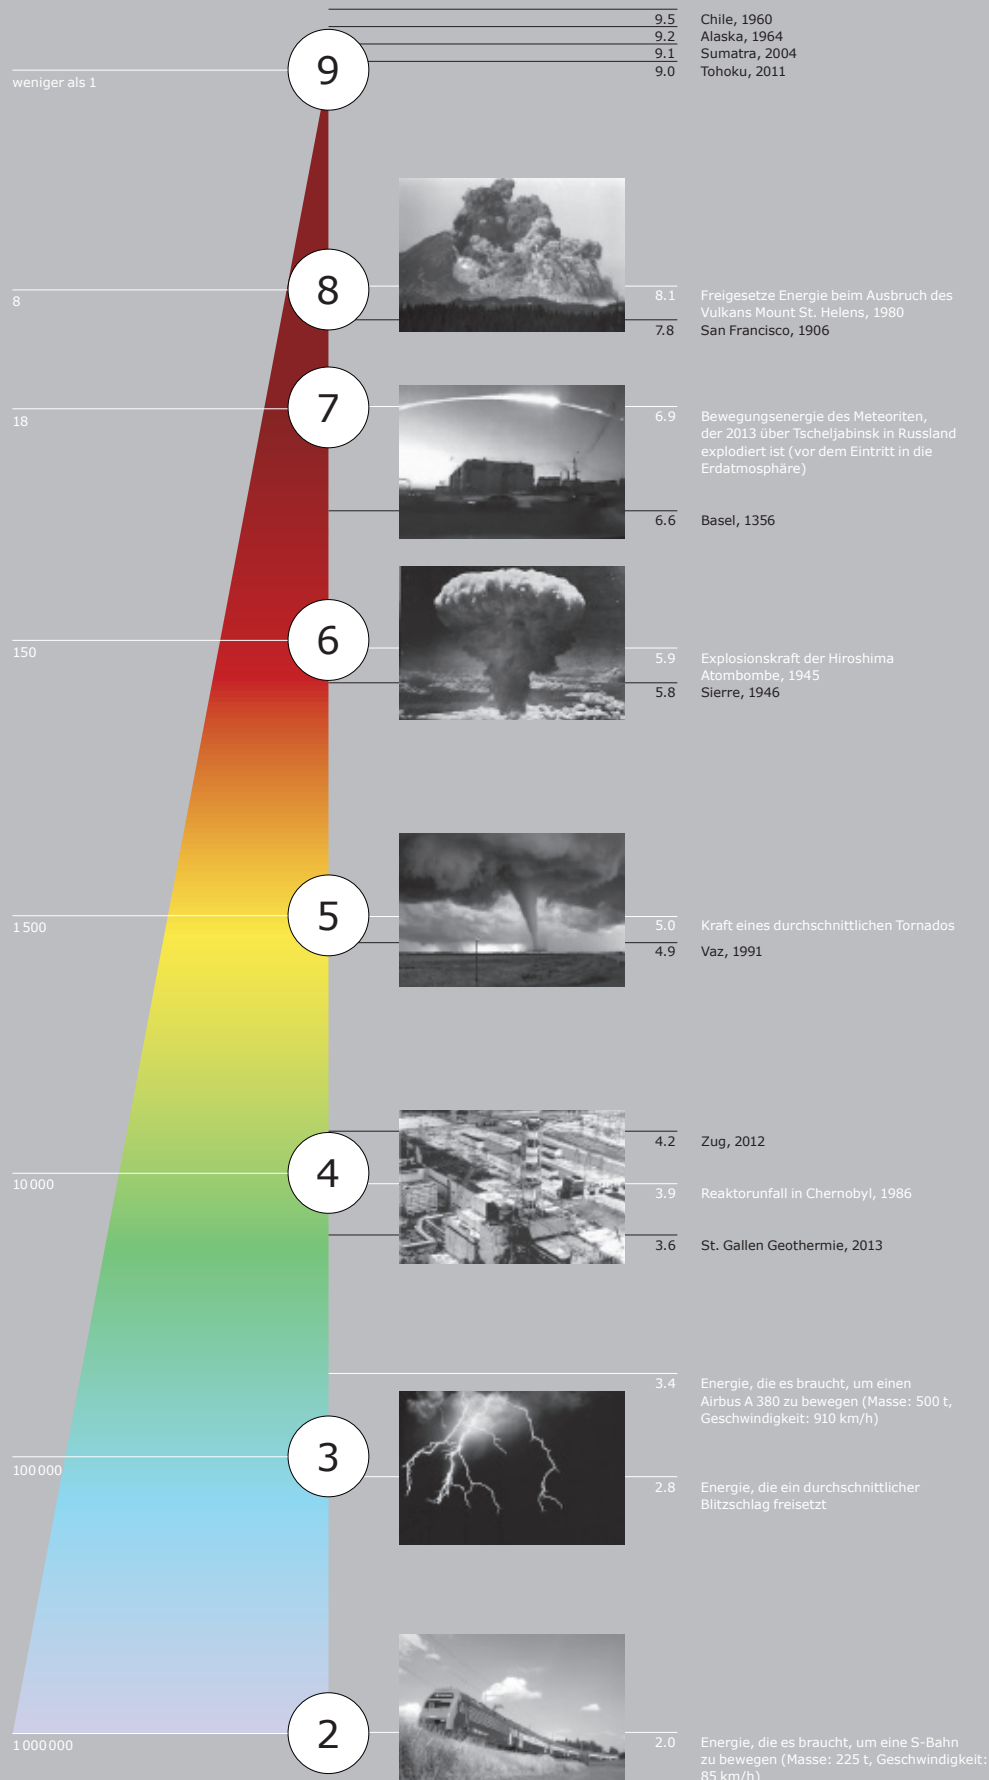 9.5 Chile, 1960
9.2 Alaska, 1964
9.1 Sumatra, 2004
9.0 Tohoku, 2011
9
weniger als 1
8
8
8.1 Freigesetze Energie beim Ausbruch des
Vulkans Mount St. Helens, 1980
7.8 San Francisco, 1906
7
18
6.9 Bewegungsenergie des Meteoriten,
der 2013 über Tscheljabinsk in Russland
explodiert ist (vor dem Eintritt in die
Erdatmosphäre)
6.6 Basel, 1356
6
150
5.9 Explosionskraft der Hiroshima
Atombombe, 1945
5.8 Sierre, 1946
5
1 500
5.0 Kraft eines durchschnittlichen Tornados
4.9 Vaz, 1991
4.2 Zug, 2012
4
10 000
3.9 Reaktorunfall in Chernobyl, 1986
3.6 St. Gallen Geothermie, 2013
3.4 Energie, die es braucht, um einen
Airbus A 380 zu bewegen (Masse: 500 t,
Geschwindigkeit: 910 km/h)
3
100 000
2.8 Energie, die ein durchschnittlicher
Blitzschlag freisetzt
2
1 000 000
2.0 Energie, die es braucht, um eine S-Bahn
zu bewegen (Masse: 225 t, Geschwindigkeit:
85 km/h)